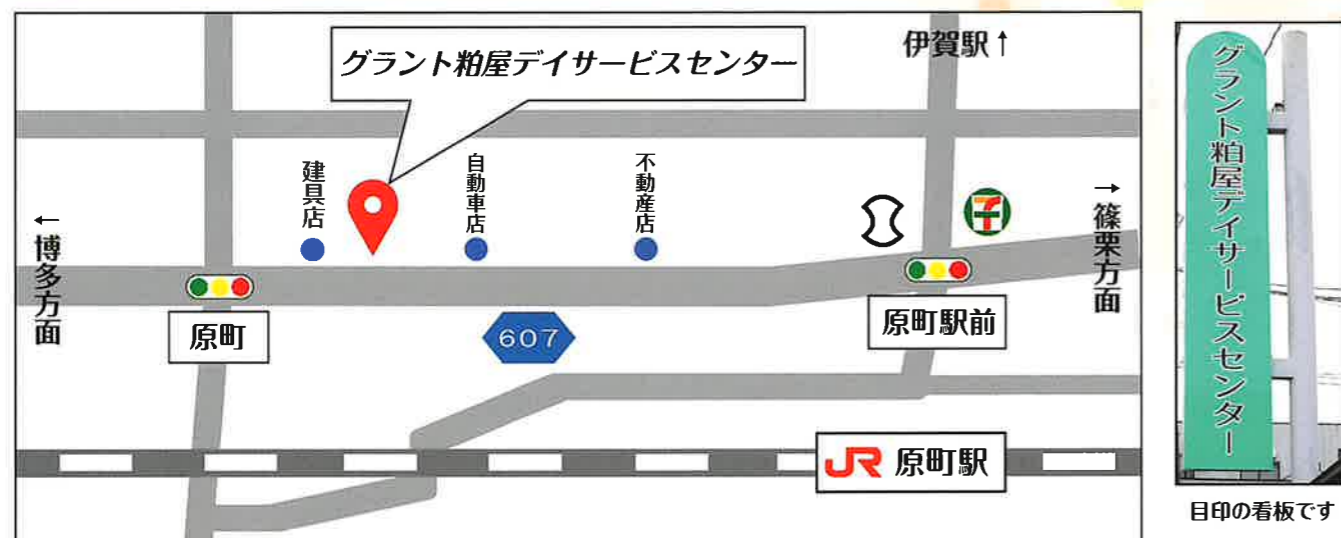 グラント粕屋デイサービスセンター
伊賀駅↑
建具店
自動車店
不動産店
7
←博多方面
→篠栗方面
原町
607
原町駅前
JR 原町駅
グラント粕屋デイサービスセンター
目印の看板です